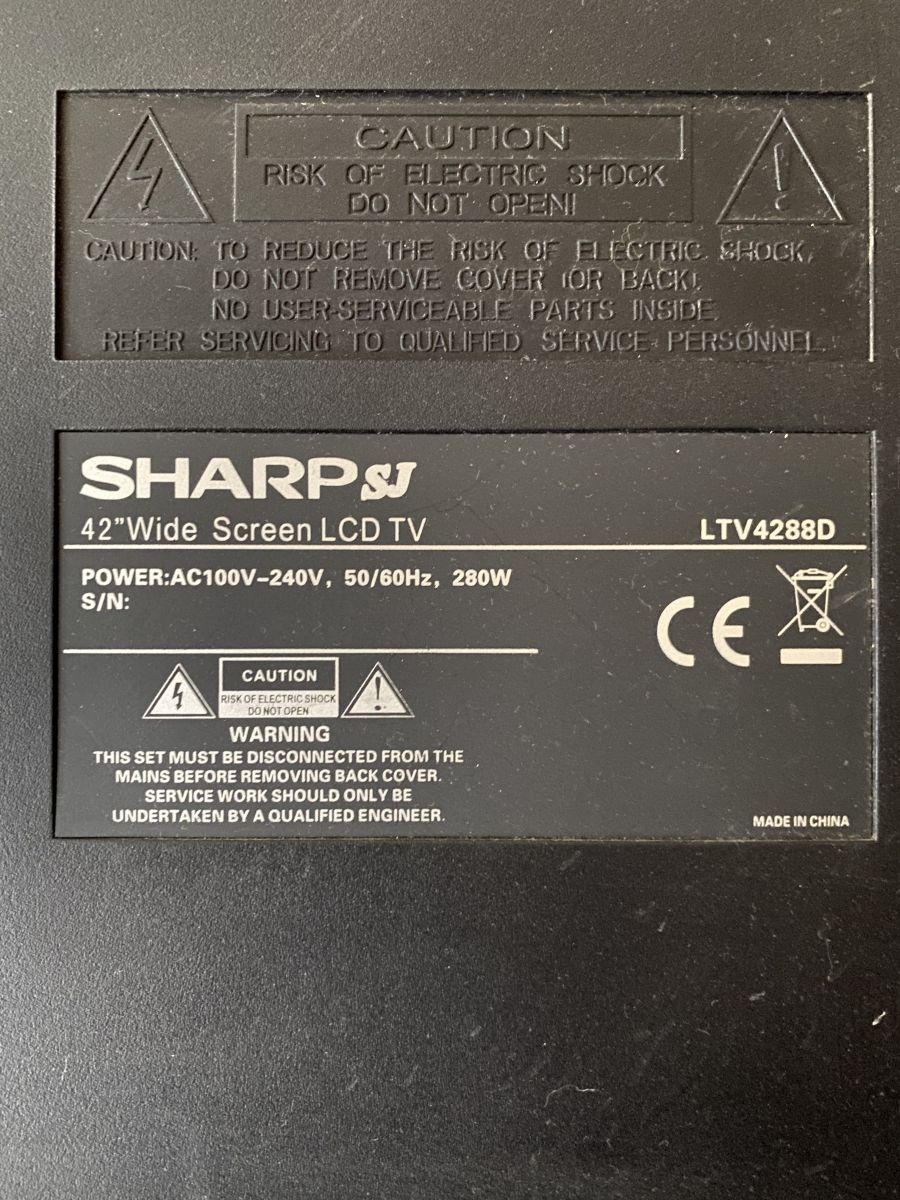 CAUTION
RISK OF ELECTRIC SHOCK
DO NOT OPEN!
CAUTION: TO REDUCE THE RISK OF ELECTRIC SHOCK,
DO NOT REMOVE COVER (OR BACK).
NO USER-SERVICEABLE PARTS INSIDE,
REFER SERVICING TO QUALIFIED SERVICE PERSONNEL.
SHARP SJ
42"Wide Screen LCD TV LTV4288D
POWER:AC100V-240V, 50/60Hz, 280W
S/N:
CE
CAUTION
RISK OF ELECTRIC SHOCK
DO NOT OPEN
WARNING
THIS SET MUST BE DISCONNECTED FROM THE
MAINS BEFORE REMOVING BACK COVER.
SERVICE WORK SHOULD ONLY BE
UNDERTAKEN BY A QUALIFIED ENGINEER.
MADE IN CHINA